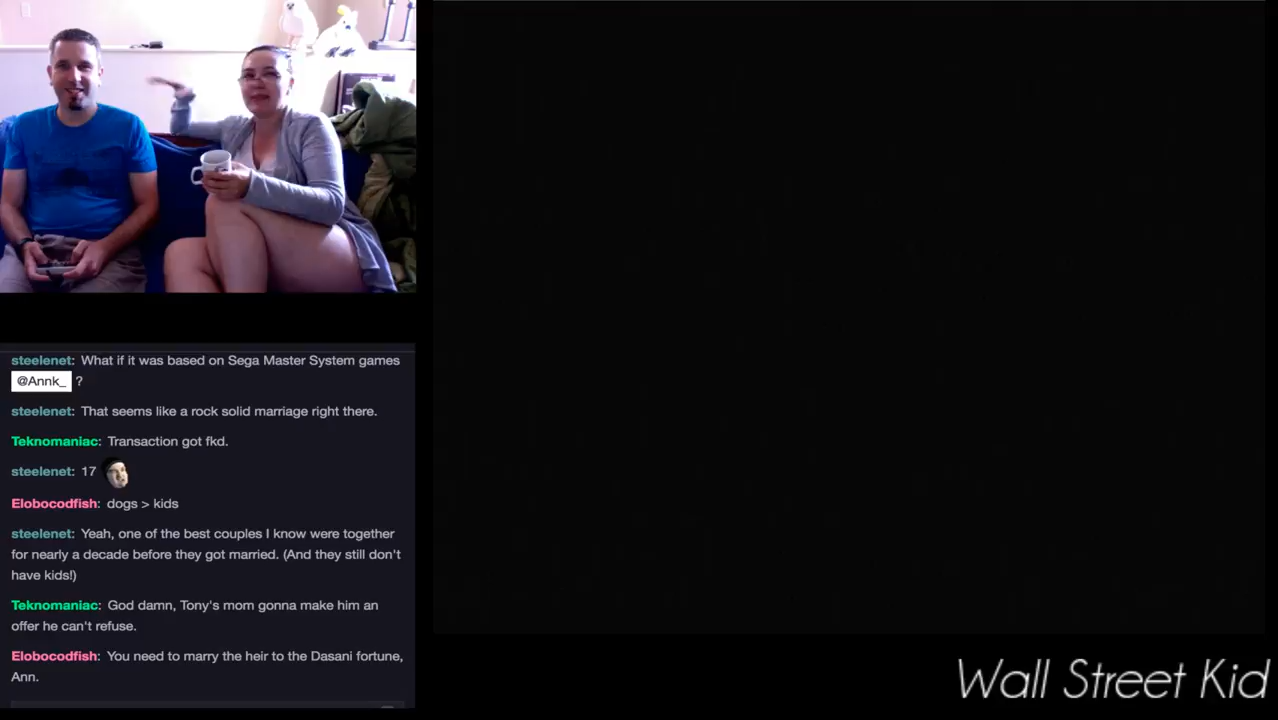 steelenet: What if it was based on Sega Master System games
@Annk_ ?
steelenet: That seems like a rock solid marriage right there.
Teknomaniac: Transaction got fkd.
steelenet: 17
Elobocodfish: dogs > kids
steelenet: Yeah, one of the best couples I know were together
for nearly a decade before they got married. (And they still don't
have kids!)
Teknomaniac: God damn, Tony's mom gonna make him an
offer he can't refuse.
Elobocodfish: You need to marry the heir to the Dasani fortune,
Ann.
Wall Street Kid